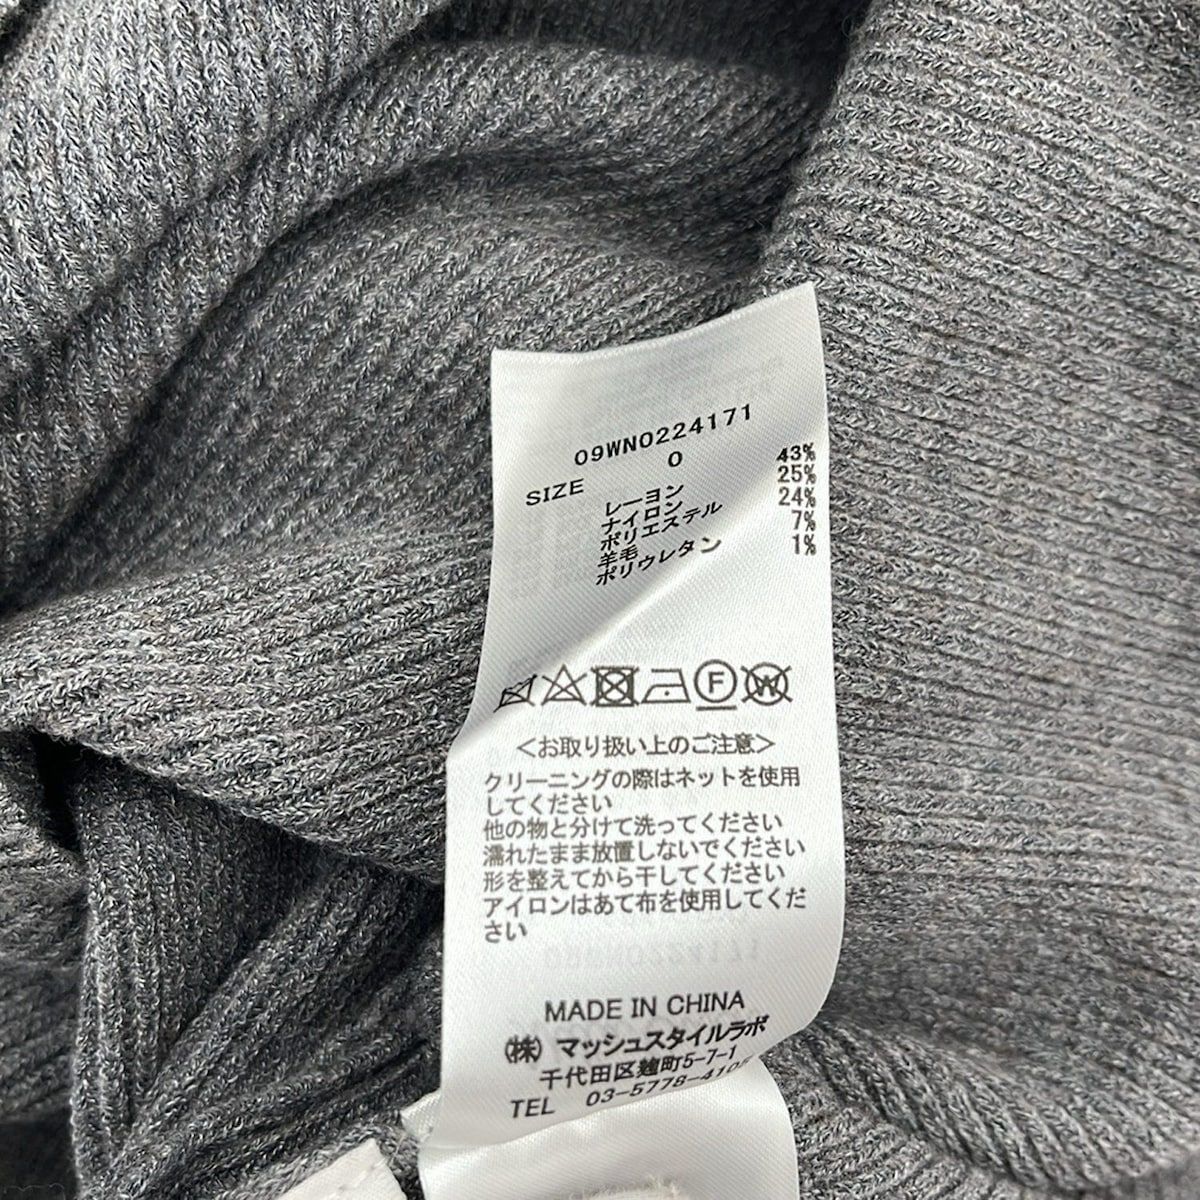 09WNO224171
SIZE 0
レーヨン 43%
ナイロン 25%
ポリエステル 24%
羊毛 7%
ポリウレタン 1%
F W
＜お取り扱い上のご注意＞
クリーニングの際はネットを使用
してください
他の物と分けて洗ってください
濡れたまま放置しないでください
形を整えてから干してください
アイロンはあて布を使用してくだ
さい
MADE IN CHINA
(株) マッシュスタイルラボ
千代田区麹町5-7-1
TEL